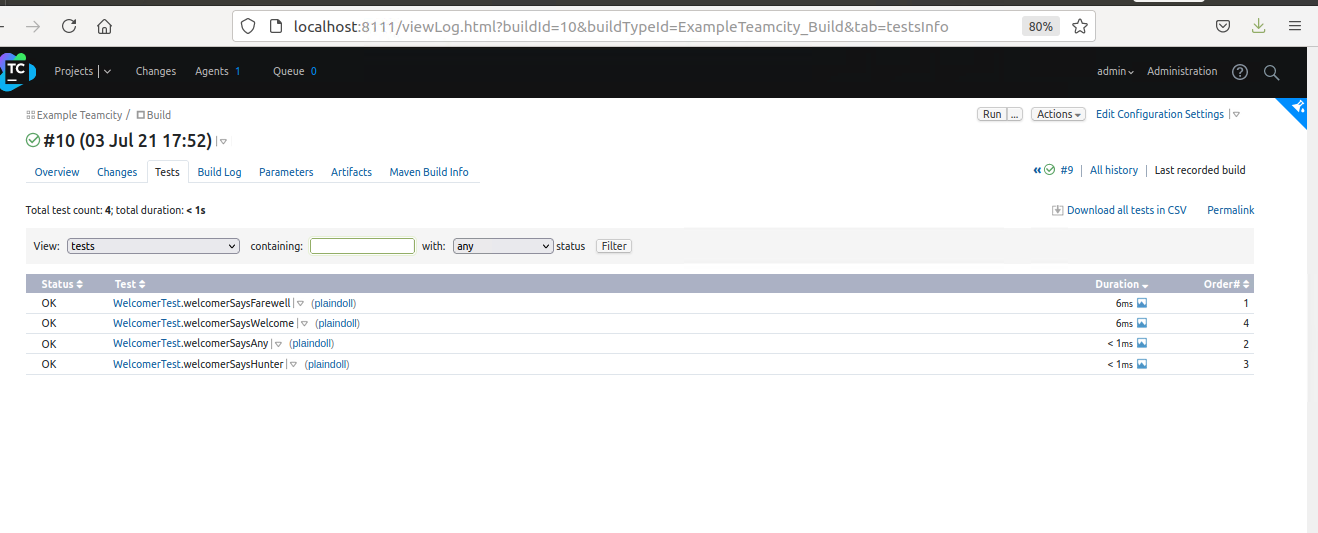 localhost:8111/viewLog.html?buildId=10&buildTypeId=ExampleTeamcity_Build&tab=testsInfo 80%
TC Projects Changes Agents 1 Queue 0 admin Administration
Example Teamcity / Build Run ... Actions Edit Configuration Settings
#10 (03 Jul 21 17:52)
Overview Changes Tests Build Log Parameters Artifacts Maven Build Info #9 All history Last recorded build
Total test count: 4; total duration: < 1s Download all tests in CSV Permalink
View: tests containing: with: any status Filter
Status Test Duration Order#
OK WelcomerTest.welcomerSaysFarewell (plaindoll) 6ms 1
OK WelcomerTest.welcomerSaysWelcome (plaindoll) 6ms 4
OK WelcomerTest.welcomerSaysAny (plaindoll) < 1ms 2
OK WelcomerTest.welcomerSaysHunter (plaindoll) < 1ms 3